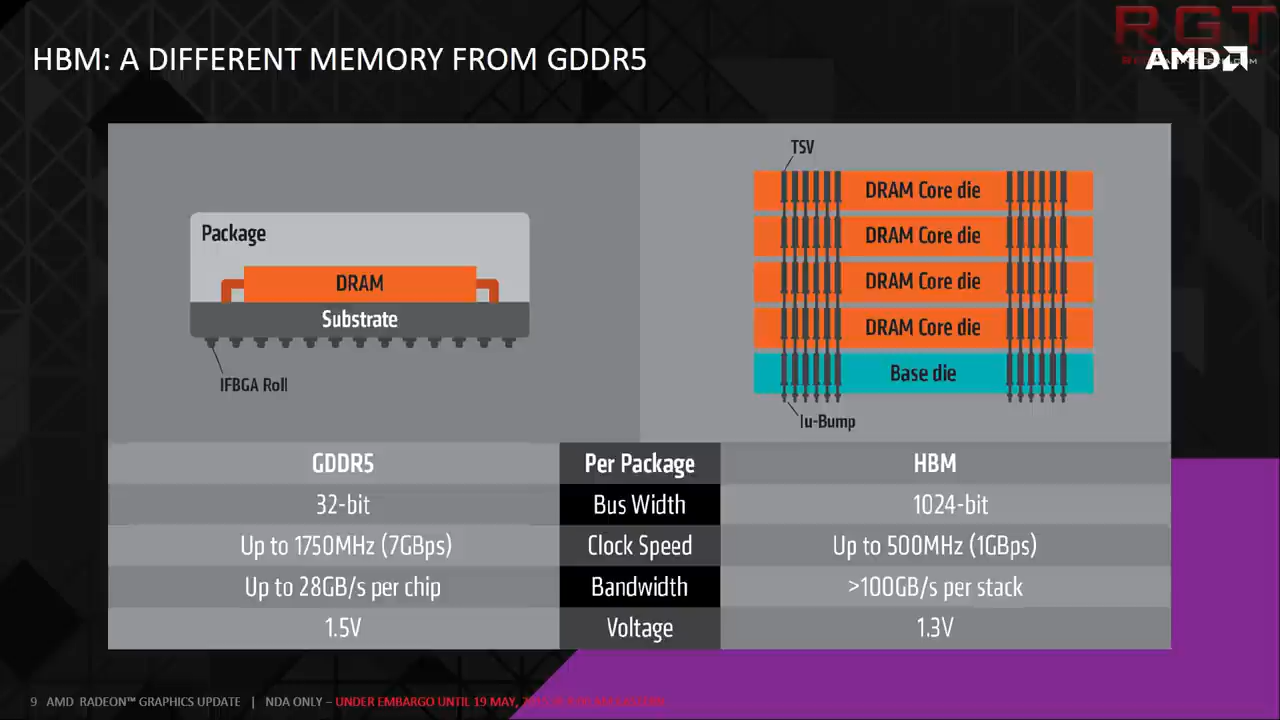 RGT
HBM: A DIFFERENT MEMORY FROM GDDR5
AMD
TSV
Package
DRAM
Substrate
IFBGA Roll
DRAM Core die
DRAM Core die
DRAM Core die
DRAM Core die
Base die
Iu-Bump
GDDR5 Per Package HBM
32-bit Bus Width 1024-bit
Up to 1750MHz (7GBps) Clock Speed Up to 500MHz (1GBps)
Up to 28GB/s per chip Bandwidth >100GB/s per stack
1.5V Voltage 1.3V
9 AMD RADEON™ GRAPHICS UPDATE | NDA ONLY – UNDER EMBARGO UNTIL 19 MAY,